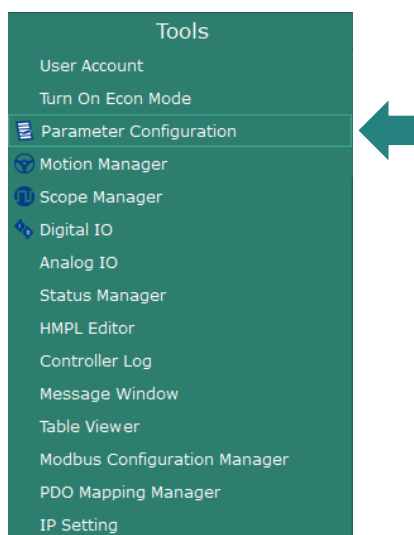 Tools
User Account
Turn On Econ Mode
Parameter Configuration
Motion Manager
Scope Manager
Digital IO
Analog IO
Status Manager
HMPL Editor
Controller Log
Message Window
Table Viewer
Modbus Configuration Manager
PDO Mapping Manager
IP Setting